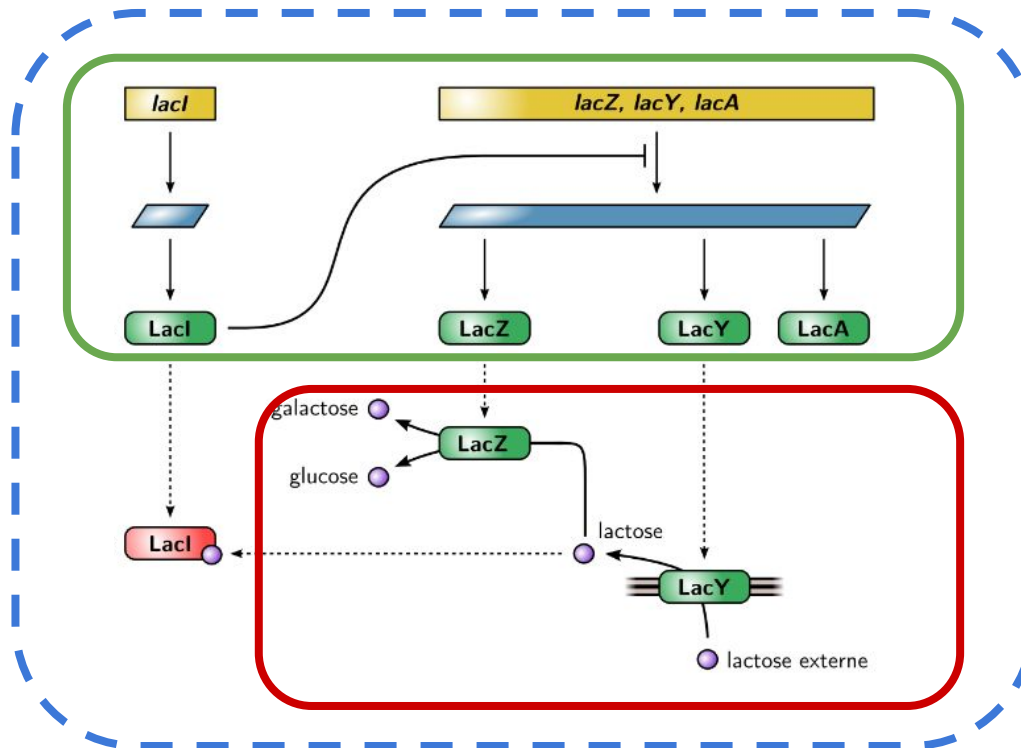 lacI
lacZ, lacY, lacA
LacI
LacZ
LacY
LacA
galactose
LacZ
glucose
lactose
LacI
LacY
lactose externe